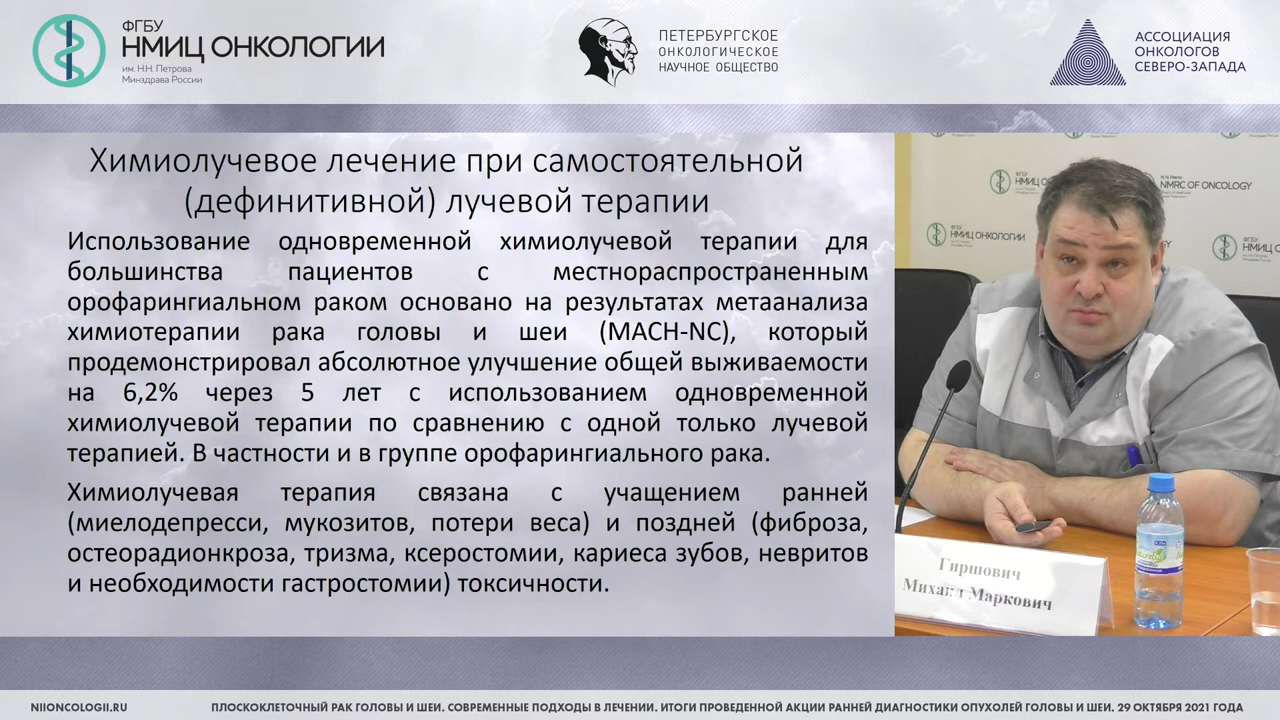 ФГБУ
НМИЦ ОНКОЛОГИИ
им. Н.Н. Петрова
Минздрава России
ПЕТЕРБУРГСКОЕ
ОНКОЛОГИЧЕСКОЕ
НАУЧНОЕ ОБЩЕСТВО
АССОЦИАЦИЯ
ОНКОЛОГОВ
СЕВЕРО-ЗАПАДА
Химиолучевое лечение при самостоятельной
(дефинитивной) лучевой терапии
Использование одновременной химиолучевой терапии для
большинства пациентов с местнораспространенным
орофарингиальном раком основано на результатах метаанализа
химиотерапии рака головы и шеи (MACH-NC), который
продемонстрировал абсолютное улучшение общей выживаемости
на 6,2% через 5 лет с использованием одновременной
химиолучевой терапии по сравнению с одной только лучевой
терапией. В частности и в группе орофарингиального рака.
Химиолучевая терапия связана с учащением ранней
(миелодепресси, мукозитов, потери веса) и поздней (фиброза,
остеорадионкроза, тризма, ксеростомии, кариеса зубов, невритов
и необходимости гастростомии) токсичности.
ФГБУ
НМИЦ
NMRC OF ONCOLOGY
НМИЦ ОНКОЛОГИИ
ФГБУ
НМИЦ ОНК
Гиршович
Михаил Маркович
NIIONCOLOGII.RU
ПЛОСКОКЛЕТОЧНЫЙ РАК ГОЛОВЫ И ШЕИ. СОВРЕМЕННЫЕ ПОДХОДЫ В ЛЕЧЕНИИ. ИТОГИ ПРОВЕДЕННОЙ АКЦИИ РАННЕЙ ДИАГНОСТИКИ ОПУХОЛЕЙ ГОЛОВЫ И ШЕИ. 29 ОКТЯБРЯ 2021 ГОДА